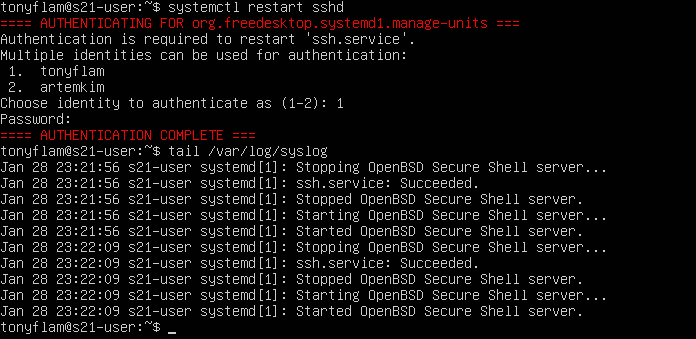 tonyflam@s21-user:~$ systemctl restart sshd
==== AUTHENTICATING FOR org.freedesktop.systemd1.manage-units ===
Authentication is required to restart 'ssh.service'.
Multiple identities can be used for authentication:
 1.  tonyflam
 2.  artemkim
Choose identity to authenticate as (1-2): 1
Password:
==== AUTHENTICATION COMPLETE ===
tonyflam@s21-user:~$ tail /var/log/syslog
Jan 28 23:21:56 s21-user systemd[1]: Stopping OpenBSD Secure Shell server...
Jan 28 23:21:56 s21-user systemd[1]: ssh.service: Succeeded.
Jan 28 23:21:56 s21-user systemd[1]: Stopped OpenBSD Secure Shell server.
Jan 28 23:21:56 s21-user systemd[1]: Starting OpenBSD Secure Shell server...
Jan 28 23:21:56 s21-user systemd[1]: Started OpenBSD Secure Shell server.
Jan 28 23:22:09 s21-user systemd[1]: Stopping OpenBSD Secure Shell server...
Jan 28 23:22:09 s21-user systemd[1]: ssh.service: Succeeded.
Jan 28 23:22:09 s21-user systemd[1]: Stopped OpenBSD Secure Shell server.
Jan 28 23:22:09 s21-user systemd[1]: Starting OpenBSD Secure Shell server...
Jan 28 23:22:09 s21-user systemd[1]: Started OpenBSD Secure Shell server.
tonyflam@s21-user:~$ _